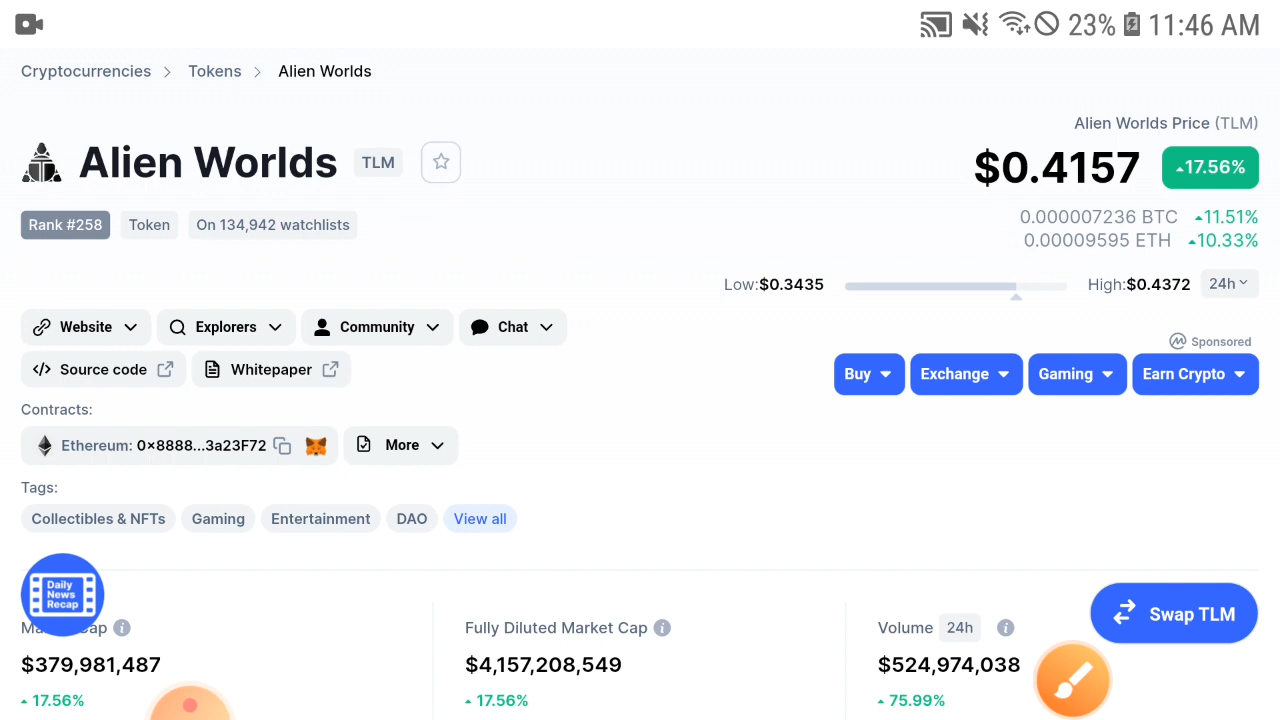 23% 11:46 AM
Cryptocurrencies Tokens Alien Worlds
Alien Worlds Price (TLM)
Alien Worlds TLM
$0.4157 17.56%
Rank #258 Token On 134,942 watchlists
0.000007236 BTC 11.51%
0.00009595 ETH 10.33%
Low:$0.3435 High:$0.4372 24h
Website Explorers Community Chat
Sponsored
Source code Whitepaper
Buy Exchange Gaming Earn Crypto
Contracts:
Ethereum: 0x8888...3a23F72 More
Tags:
Collectibles & NFTs Gaming Entertainment DAO View all
Daily
News
Recap
Swap TLM
Fully Diluted Market Cap Volume 24h
$379,981,487 $4,157,208,549 $524,974,038
17.56% 17.56% 75.99%